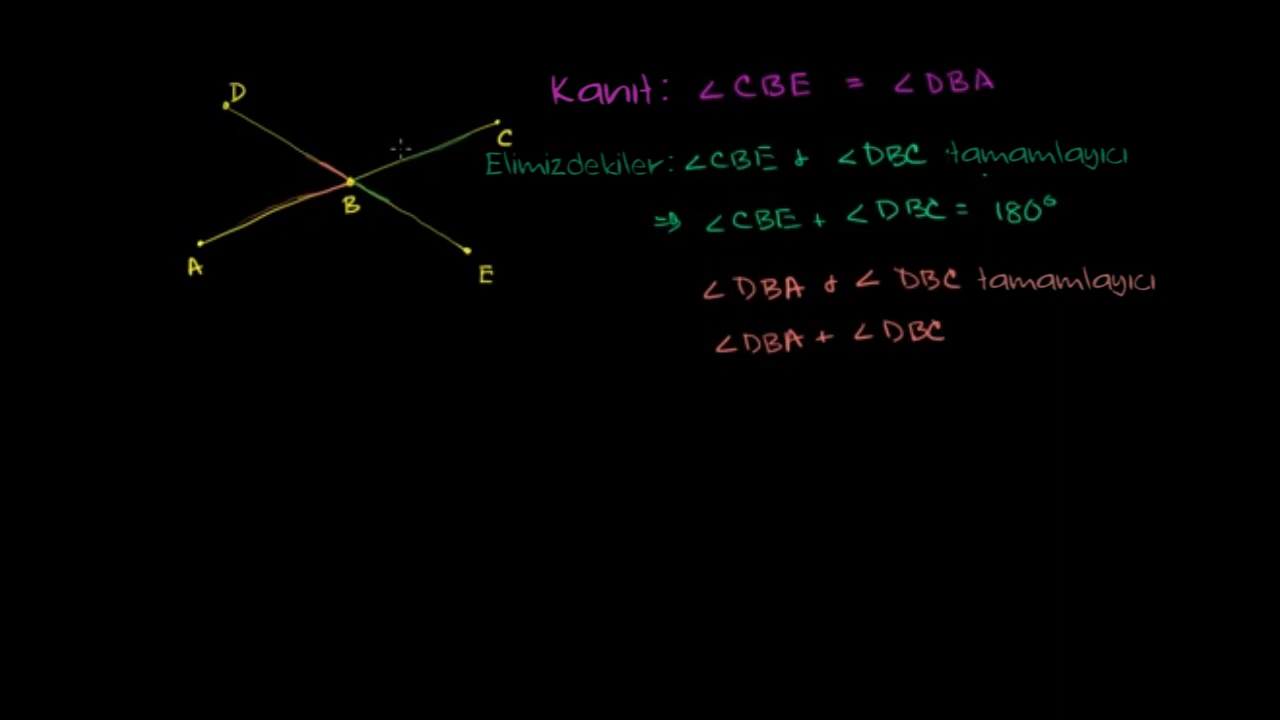 D
C
B
A
E
Kanıt: ∠CBE = ∠DBA
Elimizdekiler: ∠CBE + ∠DBC tamamlayıcı
⇒ ∠CBE + ∠DBC = 180°
∠DBA + ∠DBC tamamlayıcı
∠DBA + ∠DBC